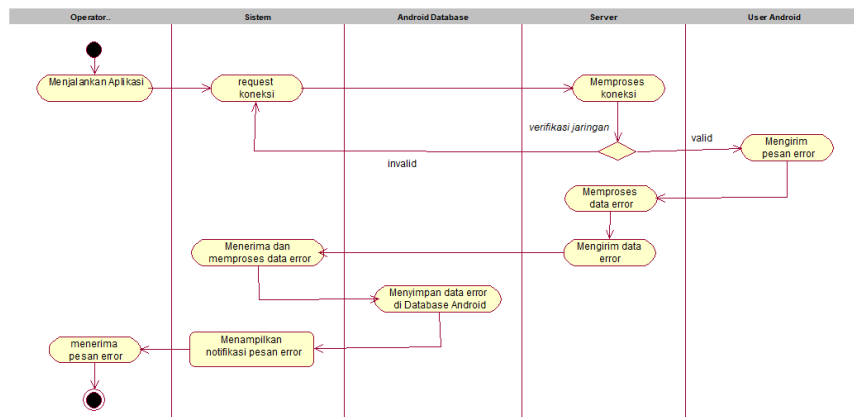 Operator..
Sistem
Android Database
Server
User Android
Menjalankan Aplikasi
request
koneksi
Memproses
koneksi
verifikasi jaringan
valid
invalid
Mengirim
pesan error
Memproses
data error
Mengirim data
error
Menerima dan
memproses data error
Menyimpan data error
di Database Android
Menampilkan
notifikasi pesan error
menerima
pesan error